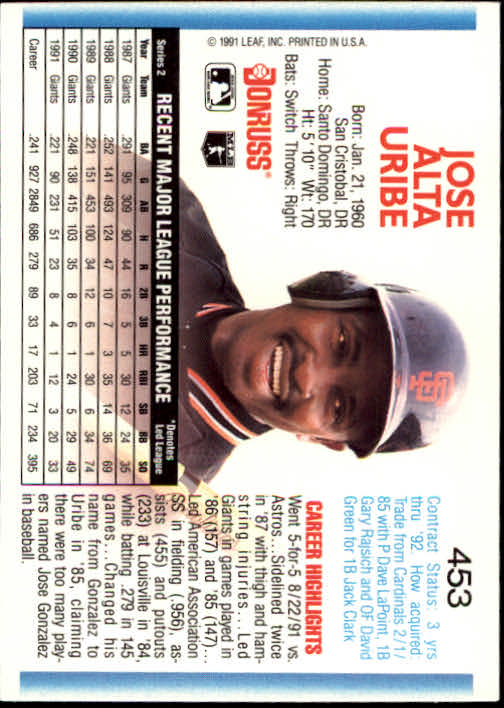 453
JOSE
ALTA
URIBE
Born: Jan. 21, 1960
San Cristobal, DR
Home: Santo Domingo, DR
Ht: 5'10" Wt: 170
Bats: Switch Throws: Right
DONRUSS®
MLB
© 1991 LEAF, INC. PRINTED IN U.S.A.
SF
Contract Status: 3 yrs
thru '92. How acquired:
Trade from Cardinals 2/1/
85 with P Dave LaPoint, 1B
Gary Rajsich and OF David
Green for 1B Jack Clark
CAREER HIGHLIGHTS
Went 5-for-5 8/22/91 vs.
Astros...Sidelined twice
in '87 with thigh and ham-
string injuries...Led
Giants in games played in
'86 (157) and '85 (147)...
Led American Association
SS in fielding (.956), as-
sists (455) and putouts
(233) at Louisville in '84,
while batting .279 in 145
games...Changed his
name from Gonzalez to
Uribe in '85, claiming
there were too many play-
ers named Jose Gonzalez
in baseball.
Series 2 RECENT MAJOR LEAGUE PERFORMANCE *Denotes
Led League
Year Team BA G AB H R 2B 3B HR RBI SB BB SO
1987 Giants .291 95 309 90 44 16 5 5 30 12 24 35
1988 Giants .252 141 493 124 47 10 7 3 35 14 36 69
1989 Giants .221 151 453 100 34 12 6 1 30 6 34 74
1990 Giants .248 138 415 103 35 8 6 1 24 5 29 49
1991 Giants .221 90 231 51 23 8 4 1 12 3 20 33
Career .241 927 2849 686 279 89 33 17 203 71 234 395